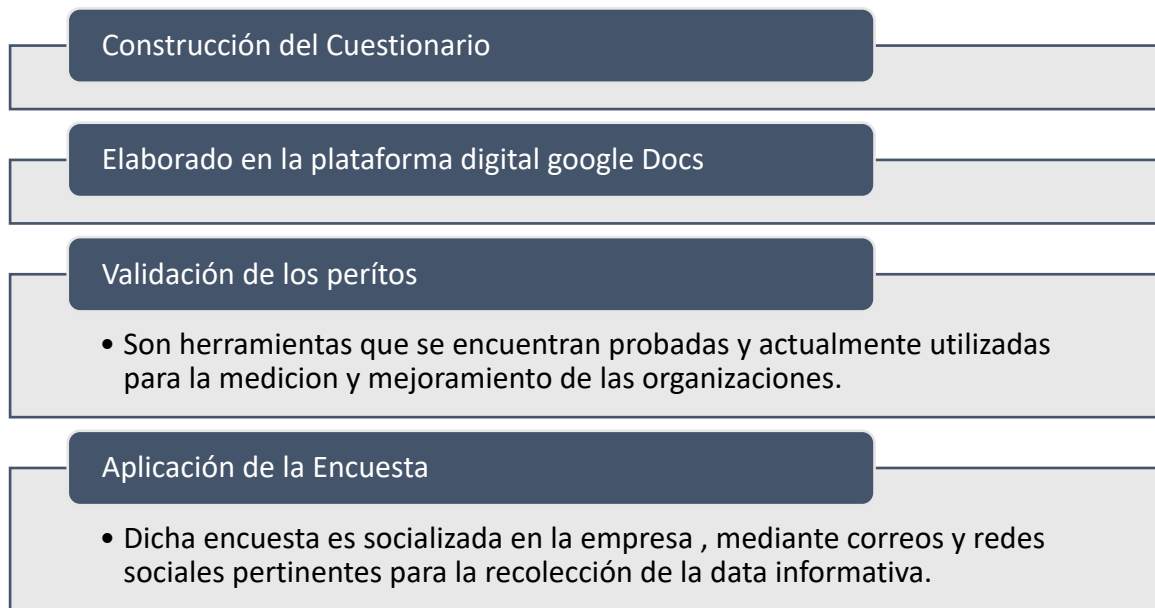 Construcción del Cuestionario
Elaborado en la plataforma digital google Docs
Validación de los perítos
• Son herramientas que se encuentran probadas y actualmente utilizadas
para la medicion y mejoramiento de las organizaciones.
Aplicación de la Encuesta
• Dicha encuesta es socializada en la empresa , mediante correos y redes
sociales pertinentes para la recolección de la data informativa.